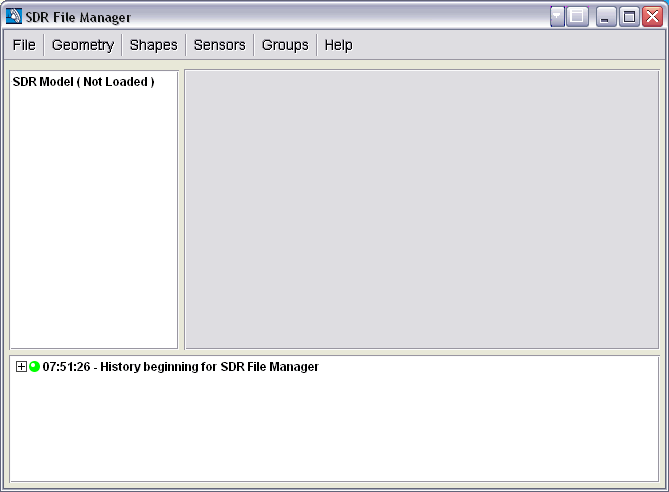 SDR File Manager
File Geometry Shapes Sensors Groups Help
SDR Model ( Not Loaded )
07:51:26 - History beginning for SDR File Manager